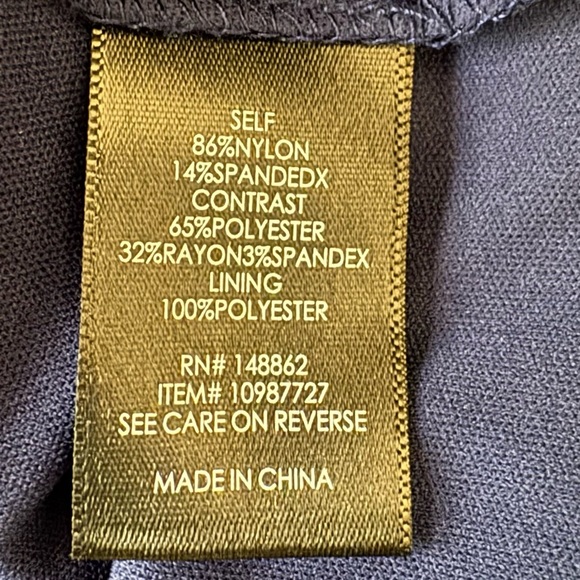 SELF
86%NYLON
14%SPANDEDX
CONTRAST
65%POLYESTER
32%RAYON3%SPANDEX
LINING
100%POLYESTER
RN# 148862
ITEM# 10987727
SEE CARE ON REVERSE
MADE IN CHINA